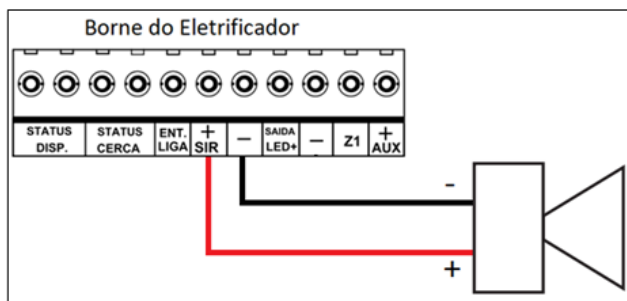 Borne do Eletrificador
STATUS DISP.
STATUS CERCA
ENT. LIGA
+ SIR
−
SAIDA LED+
−
Z1
+ AUX
-
+